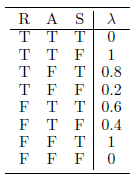 R A S λ
T T T 0
T T F 1
T F T 0.8
T F F 0.2
F T T 0.6
F T F 0.4
F F T 1
F F F 0